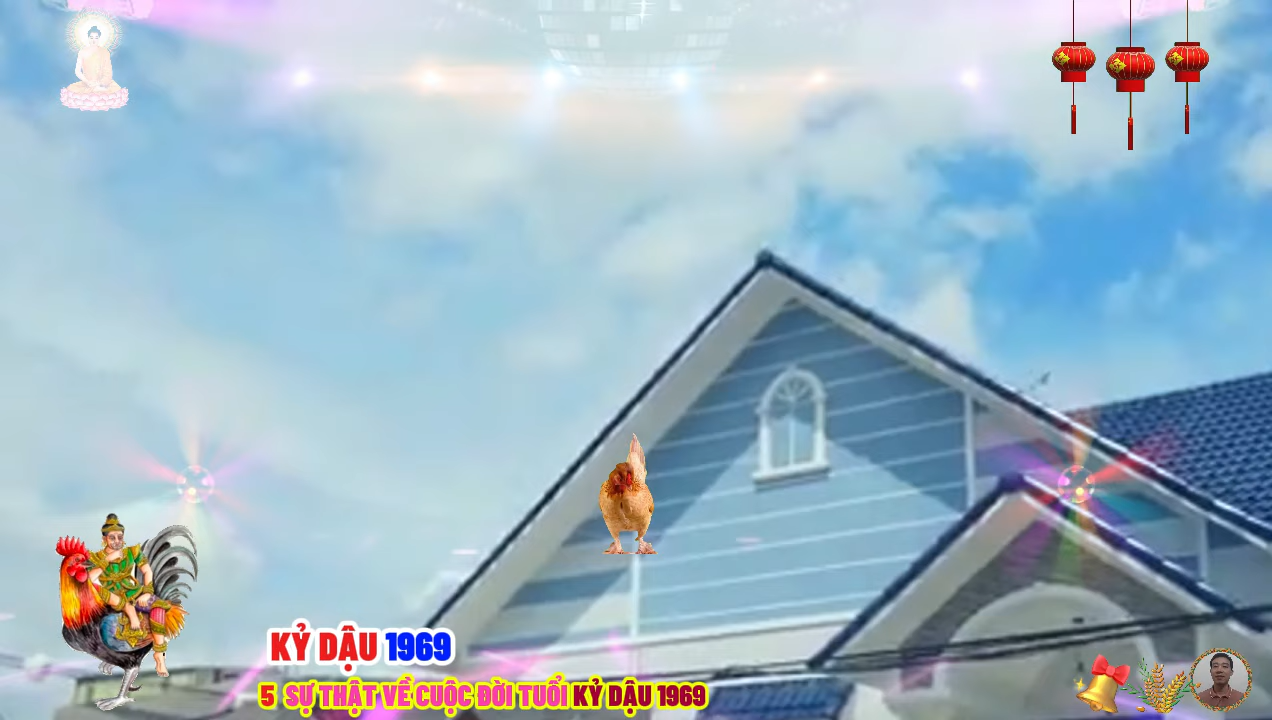 KỶ DẬU 1969
5 SỰ THẬT VỀ CUỘC ĐỜI TUỔI KỶ DẬU 1969